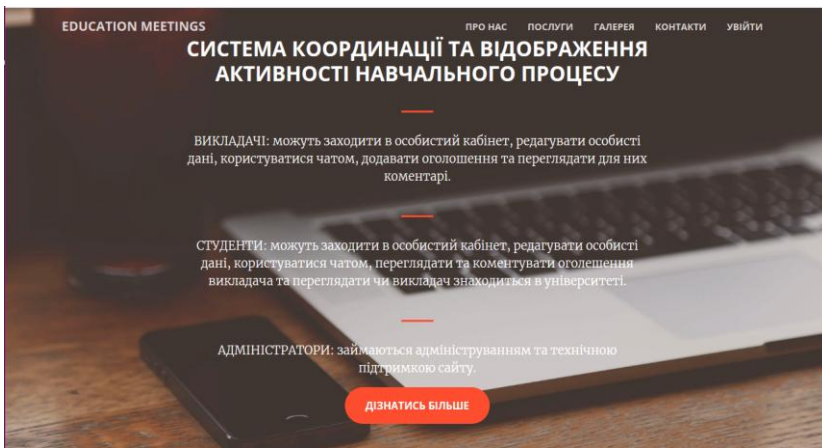 EDUCATION MEETINGS
ПРО НАС ПОСЛУГИ ГАЛЕРЕЯ КОНТАКТИ УВІЙТИ
СИСТЕМА КООРДИНАЦІЇ ТА ВІДОБРАЖЕННЯ
АКТИВНОСТІ НАВЧАЛЬНОГО ПРОЦЕСУ
ВИКЛАДАЧІ: можуть заходити в особистий кабінет, редагувати особисті
дані, користуватися чатом, додавати оголошення та переглядати для них
коментарі.
СТУДЕНТИ: можуть заходити в особистий кабінет, редагувати особисті
дані, користуватися чатом, переглядати та коментувати оголешення
викладача та переглядати чи викладач знаходиться в університеті.
АДМІНІСТРАТОРИ: займаються адмініструванням та технічною
підтримкою сайту.
ДІЗНАТИСЬ БІЛЬШЕ